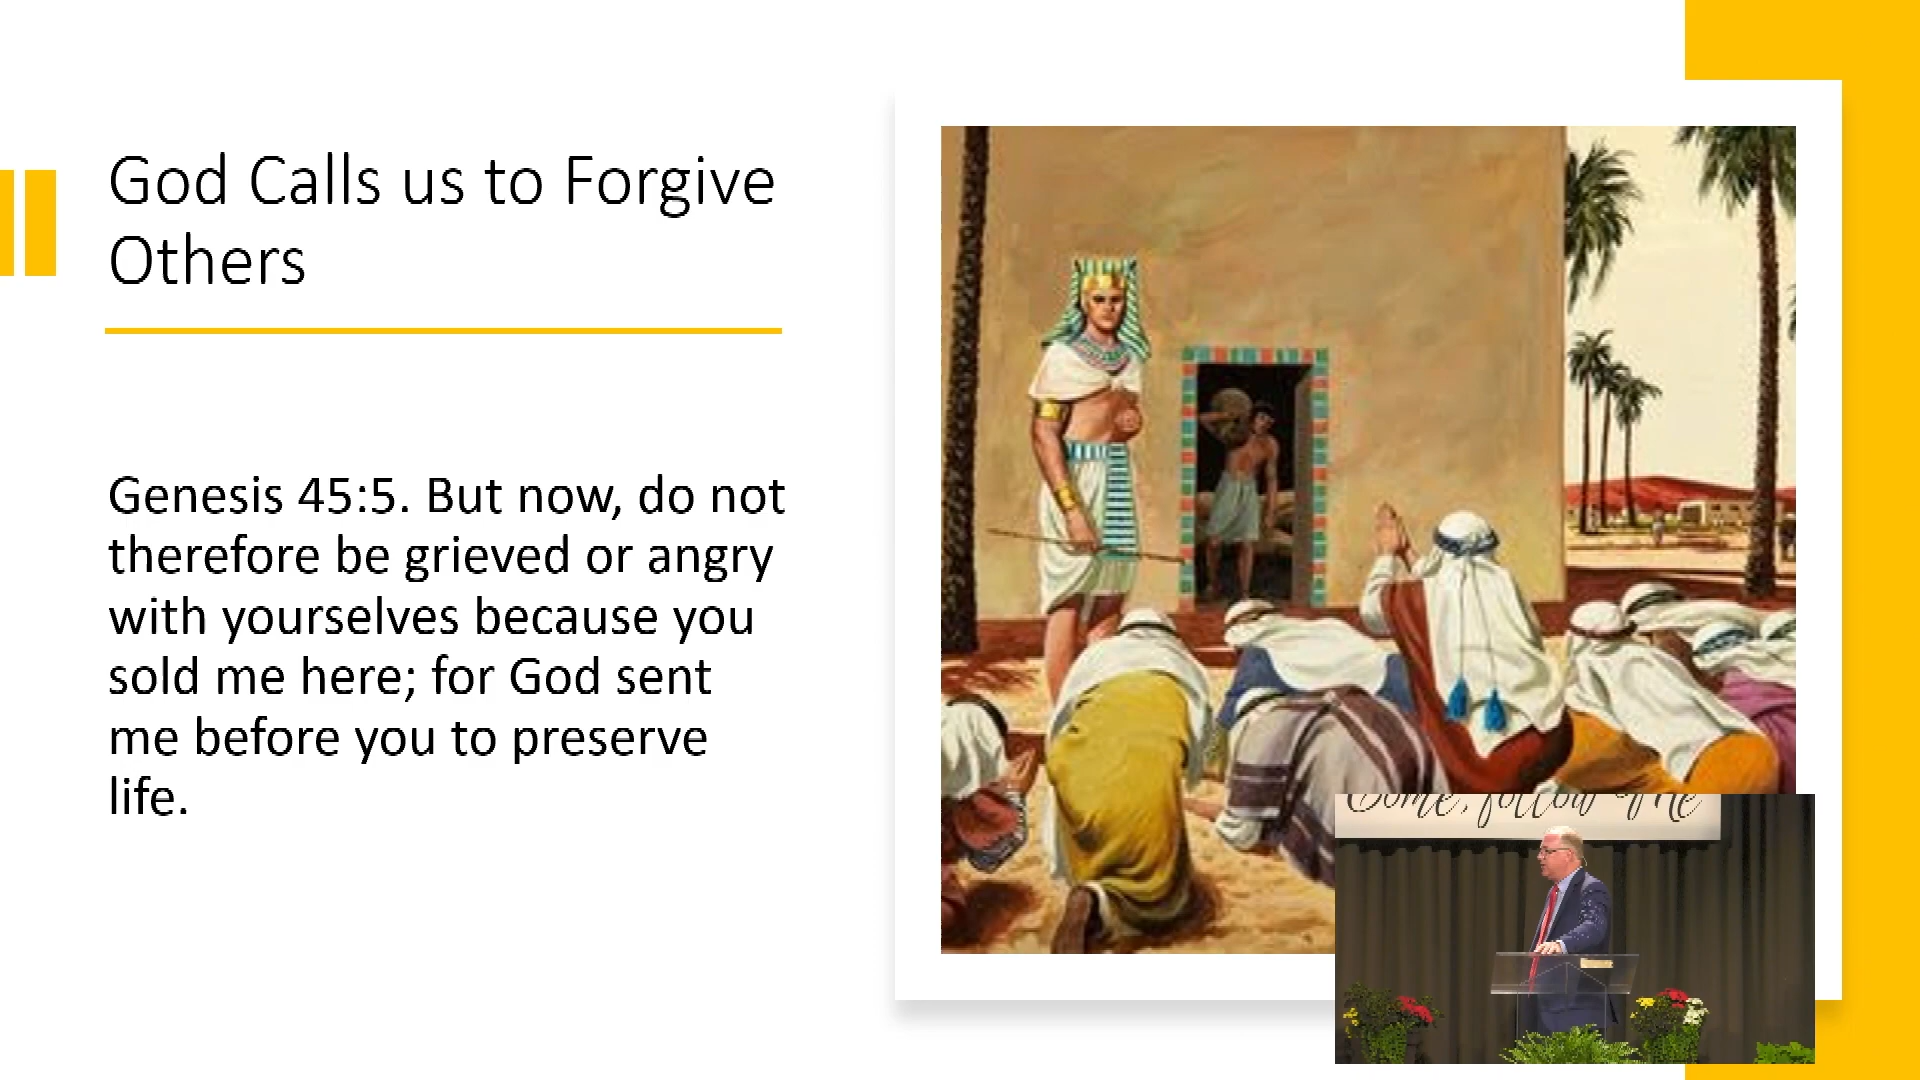 God Calls us to Forgive
Others
Genesis 45:5. But now, do not
therefore be grieved or angry
with yourselves because you
sold me here; for God sent
me before you to preserve
life.
Come, follow Me